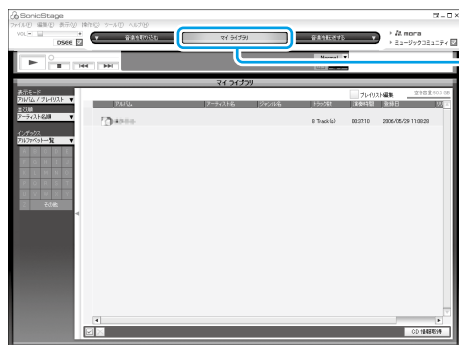 SonicStage
ファイル(F) 編集(E) 表示(V) 操作(C) ツール(T) ヘルプ(H)
VOL
DSEE
音楽を取り込む
マイ ライブラリ
音楽を転送する
mora
ミュージックコミュニティ
Normal
マイ ライブラリ
表示モード
アルバム / プレイリスト
並び順
アーティスト名順
インデックス
アルファベット一覧
その他
プレイリスト編集
アルバム
アーティスト名
ジャンル名
トラック数
演奏時間
登録日
8 Track(s)
00:37:10
2006/05/29 11:08:28
CD 情報取得